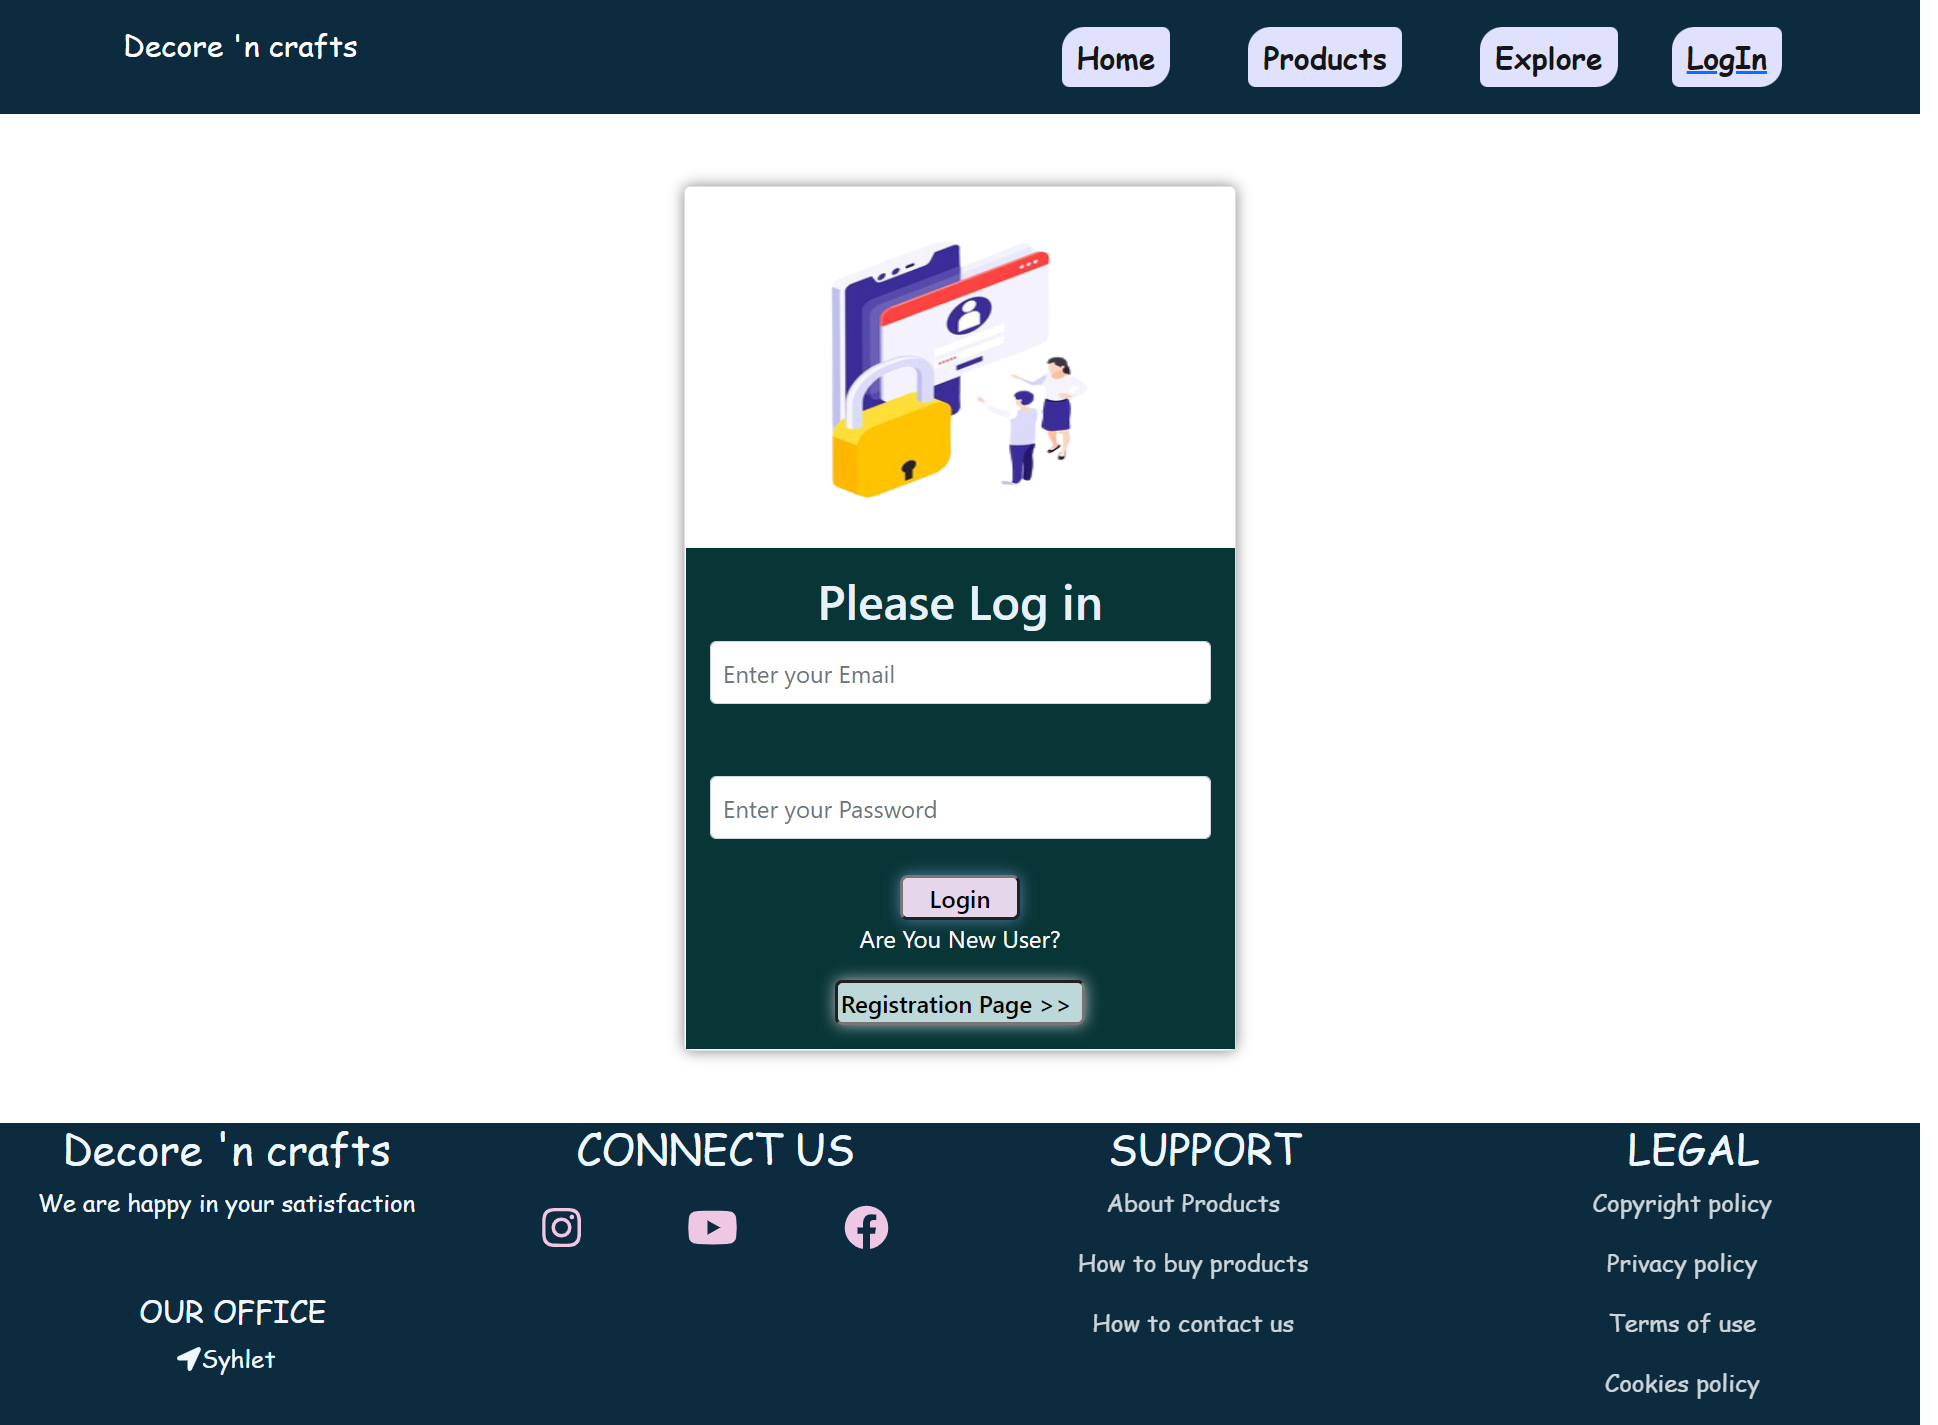 Decore 'n crafts
Home
Products
Explore
LogIn
Please Log in
Enter your Email
Enter your Password
Login
Are You New User?
Registration Page >>
Decore 'n crafts
We are happy in your satisfaction
OUR OFFICE
Syhlet
CONNECT US
SUPPORT
About Products
How to buy products
How to contact us
LEGAL
Copyright policy
Privacy policy
Terms of use
Cookies policy